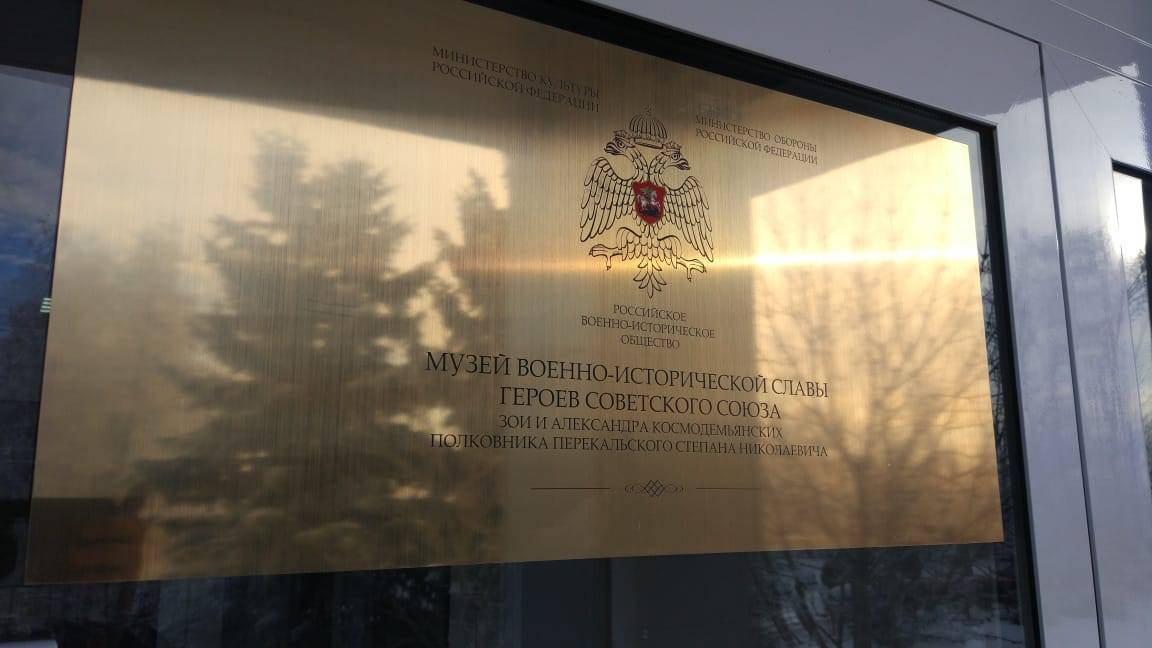 МИНИСТЕРСТВО КУЛЬТУРЫ
РОССИЙСКОЙ ФЕДЕРАЦИИ
МИНИСТЕРСТВО ОБОРОНЫ
РОССИЙСКОЙ ФЕДЕРАЦИИ
РОССИЙСКОЕ
ВОЕННО-ИСТОРИЧЕСКОЕ
ОБЩЕСТВО
МУЗЕЙ ВОЕННО-ИСТОРИЧЕСКОЙ СЛАВЫ
ГЕРОЕВ СОВЕТСКОГО СОЮЗА
ЗОИ И АЛЕКСАНДРА КОСМОДЕМЬЯНСКИХ
ПОЛКОВНИКА ПЕРЕКАЛЬСКОГО СТЕПАНА НИКОЛАЕВИЧА